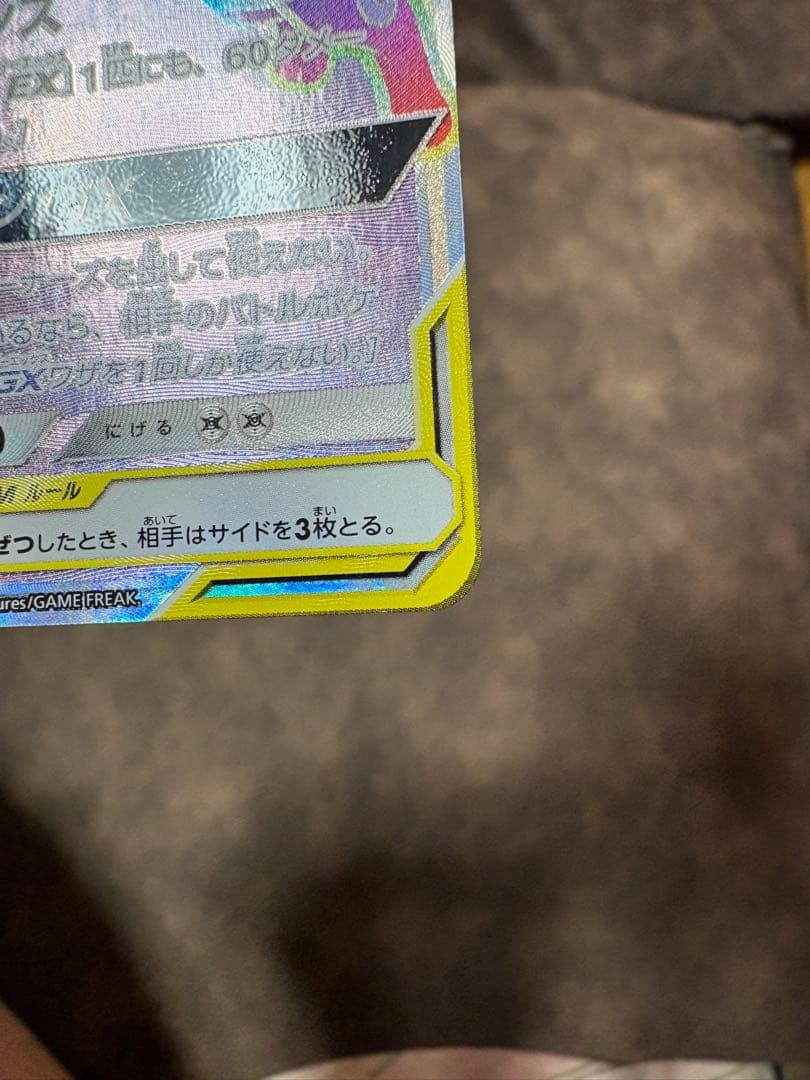 ンス
EX］1匹にも、60ダメー
GX
ーナーズを出して使えない。
いるなら、相手のバトルポケ
GXワザを1回しか使えない。］
にげる
M ルール
ぜつしたとき、相手はサイドを3枚とる。
ures/GAME FREAK.